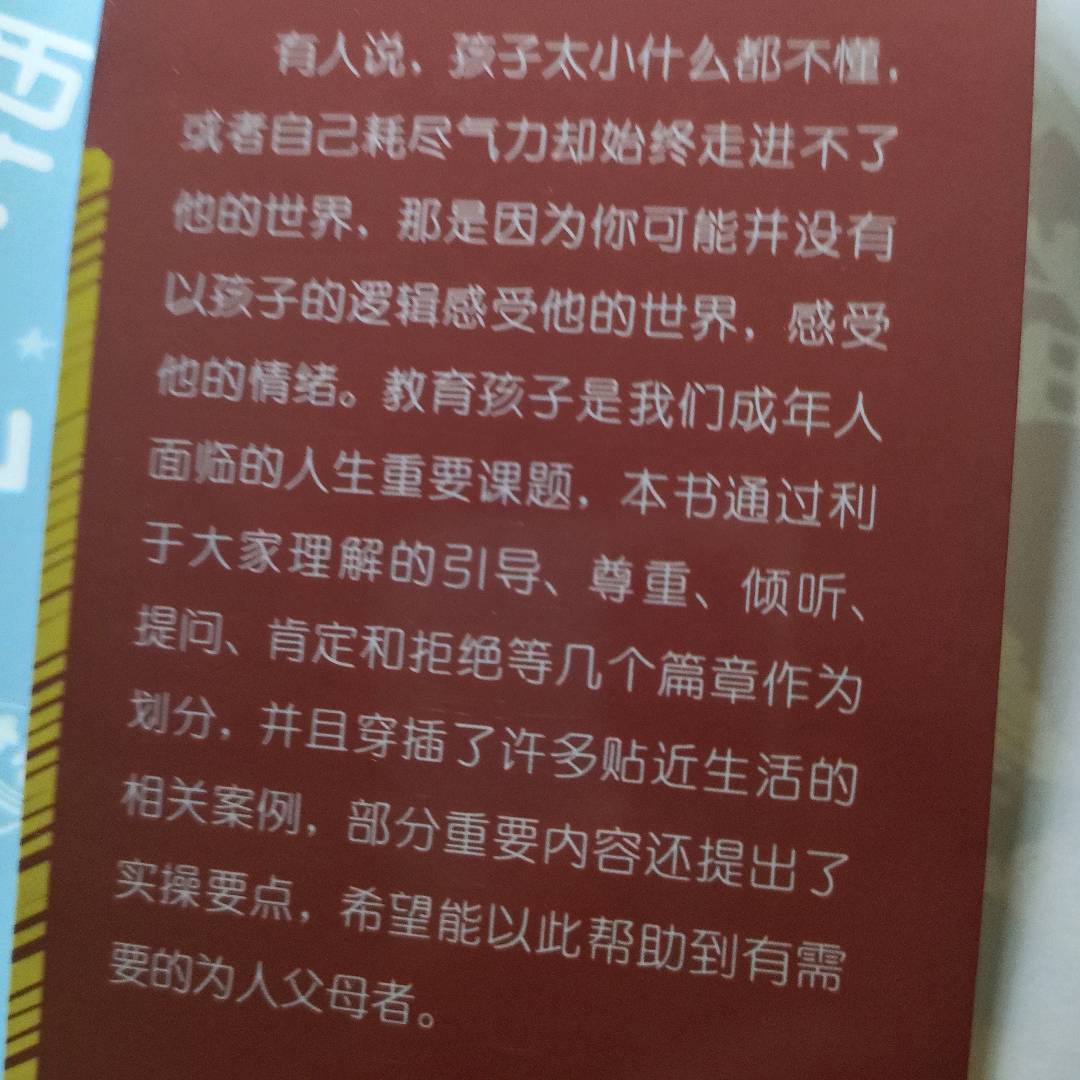 有人说，孩子太小什么都不懂，
或者自己耗尽气力却始终走进不了
他的世界，那是因为你可能并没有
以孩子的逻辑感受他的世界，感受
他的情绪。教育孩子是我们成年人
面临的人生重要课题，本书通过利
于大家理解的引导、尊重、倾听、
提问、肯定和拒绝等几个篇章作为
划分，并且穿插了许多贴近生活的
相关案例，部分重要内容还提出了
实操要点，希望能以此帮助到有需
要的为人父母者。